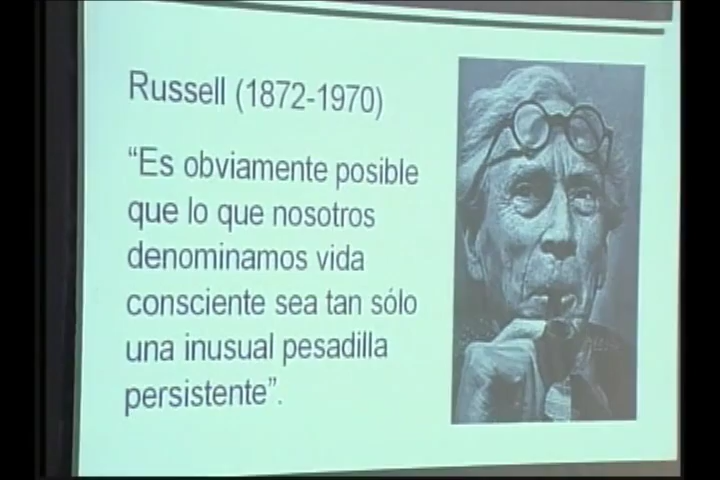 Russell (1872-1970)
“Es obviamente posible
que lo que nosotros
denominamos vida
consciente sea tan sólo
una inusual pesadilla
persistente”.